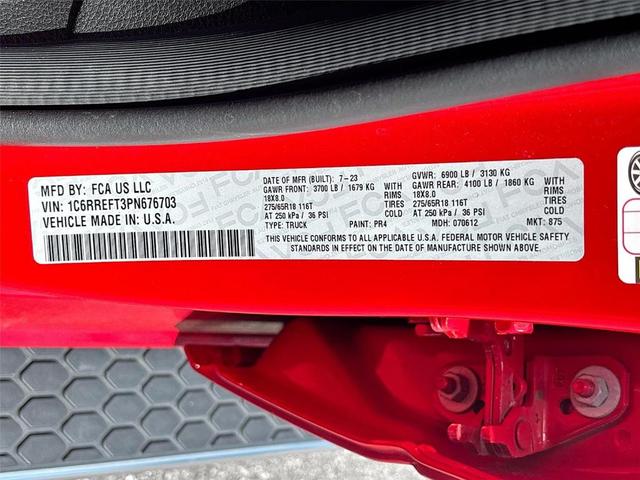 MFD BY: FCA US LLC
VIN: 1C6RREFT3PN676703
VEHICLE MADE IN U.S.A.
DATE OF MFR (BUILT): 7-23 GVWR: 6900 LB / 3130 KG
GAWR FRONT: 3700 LB / 1679 KG WITH GAWR REAR: 4100 LB / 1860 KG WITH
18X8.0 RIMS 18X8.0 RIMS
275/65R18 116T 275/65R18 116T
AT 250 kPa / 36 PSI COLD AT 250 kPa / 36 PSI COLD
TYPE: TRUCK PAINT: PR4 MDH: 070612 MKT: 875
THIS VEHICLE CONFORMS TO ALL APPLICABLE U.S.A. FEDERAL MOTOR VEHICLE SAFETY
STANDARDS IN EFFECT ON THE DATE OF MANUFACTURE SHOWN ABOVE.